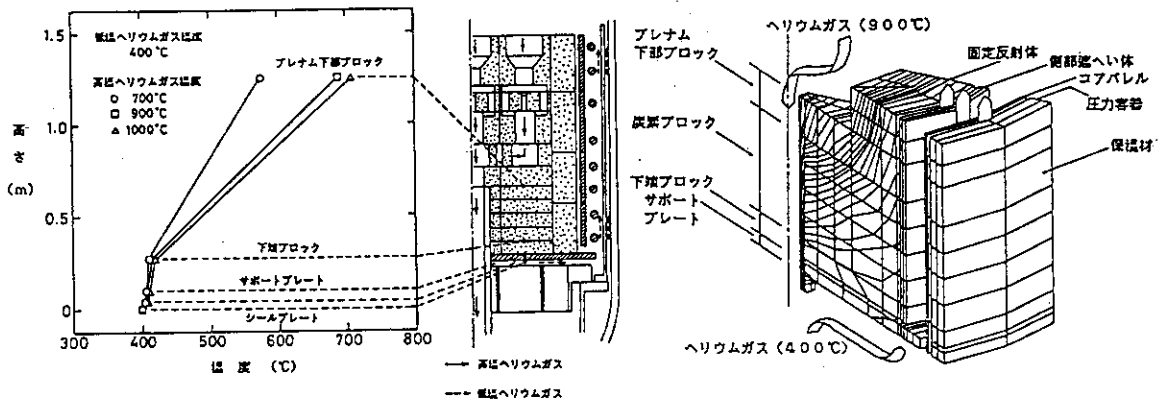 1.5
1.0
0.5
0
300
400
500
600
700
800
高さ
(m)
温度 (℃)
低温ヘリウムガス温度
400℃
高温ヘリウムガス温度
○ 700℃
□ 900℃
△ 1000℃
プレナム下部ブロック
下端ブロック
サポートプレート
シールプレート
高温ヘリウムガス
低温ヘリウムガス
ヘリウムガス(900℃)
プレナム
下部ブロック
炭素ブロック
下端ブロック
サポート
プレート
固定反射体
側部遮へい体
コアバレル
圧力容器
保温材
ヘリウムガス(400℃)